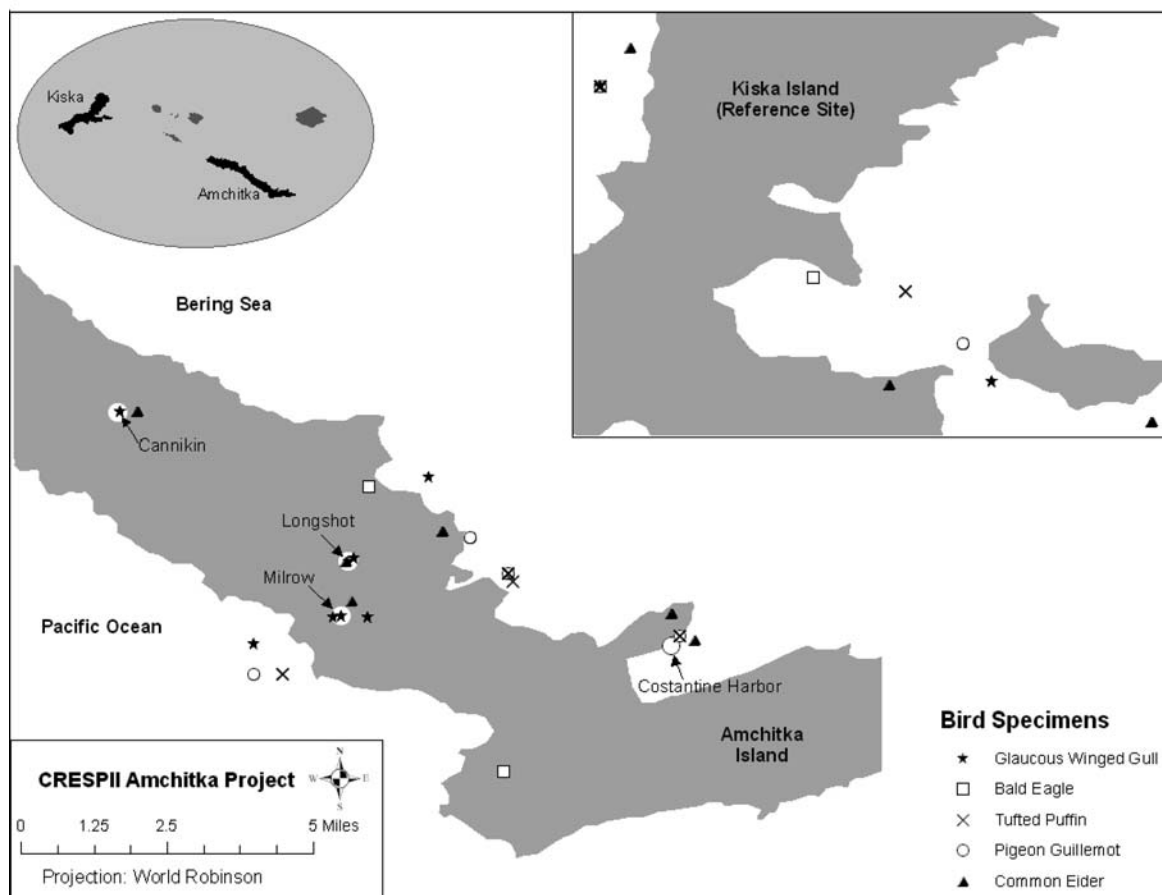 Kiska
Amchitka
Kiska Island
(Reference Site)
Bering Sea
Cannikin
Longshot
Milrow
Pacific Ocean
Costantine Harbor
Amchitka
Island
CRESPII Amchitka Project
N
W
E
S
0 1.25 2.5 5 Miles
Projection: World Robinson
Bird Specimens
Glaucous Winged Gull
Bald Eagle
Tufted Puffin
Pigeon Guillemot
Common Eider